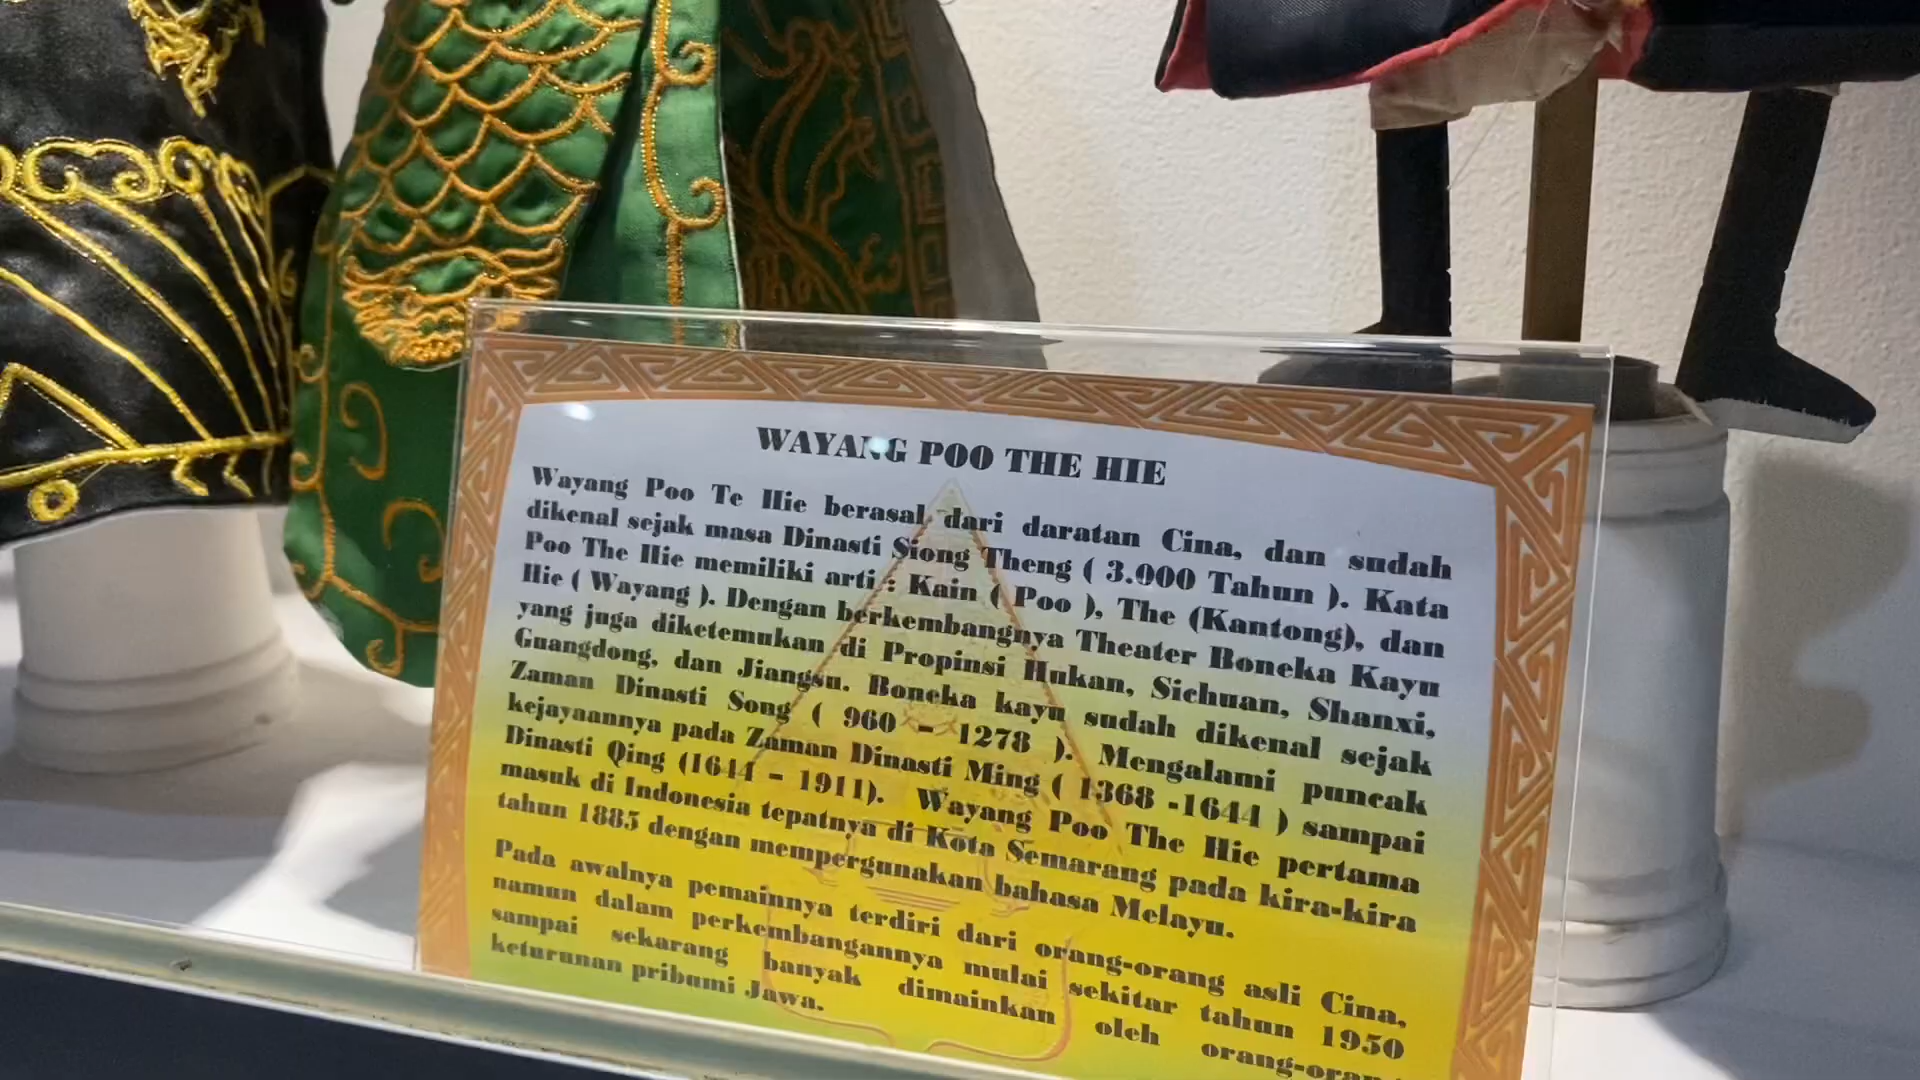 WAYANG POO THE HIE
Wayang Poo Te Hie berasal dari daratan Cina, dan sudah
dikenal sejak masa Dinasti Siong Theng ( 3.000 Tahun ). Kata
Poo The Hie memiliki arti : Kain ( Poo ), The (Kantong), dan
Hie ( Wayang ). Dengan berkembangnya Theater Boneka Kayu
yang juga diketemukan di Propinsi Hukan, Sichuan, Shanxi,
Guangdong, dan Jiangsu. Boneka kayu sudah dikenal sejak
Zaman Dinasti Song ( 960 - 1278 ). Mengalami puncak
kejayaannya pada Zaman Dinasti Ming ( 1368 -1644 ) sampai
Dinasti Qing (1644 - 1911). Wayang Poo The Hie pertama
masuk di Indonesia tepatnya di Kota Semarang pada kira-kira
tahun 1885 dengan mempergunakan bahasa Melayu.
Pada awalnya pemainnya terdiri dari orang-orang asli Cina,
namun dalam perkembangannya mulai sekitar tahun 1950
sampai sekarang banyak dimainkan oleh
keturunan pribumi Jawa.